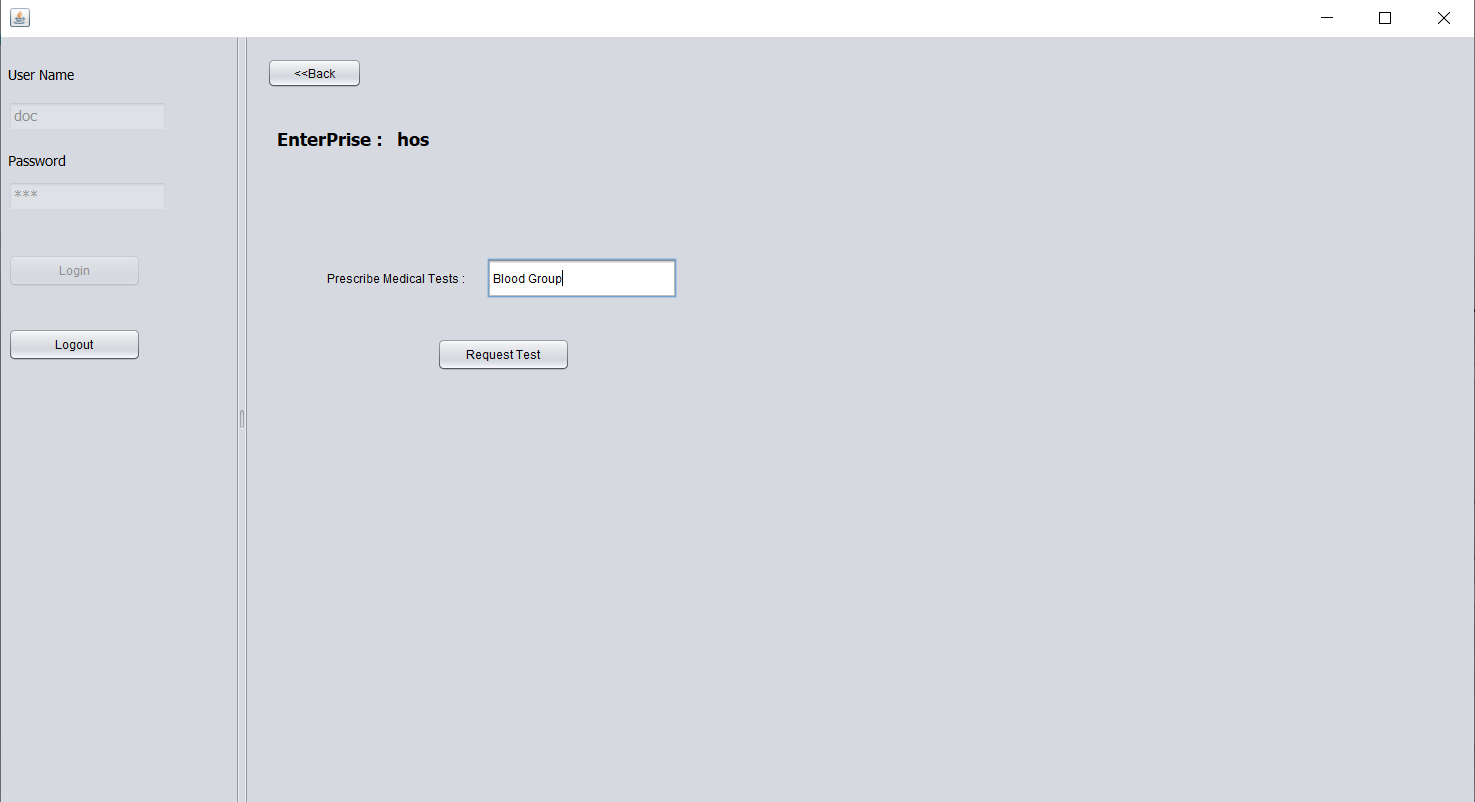 User Name
doc
Password
***
Login
Logout
<<Back
EnterPrise : hos
Prescribe Medical Tests : Blood Group
Request Test